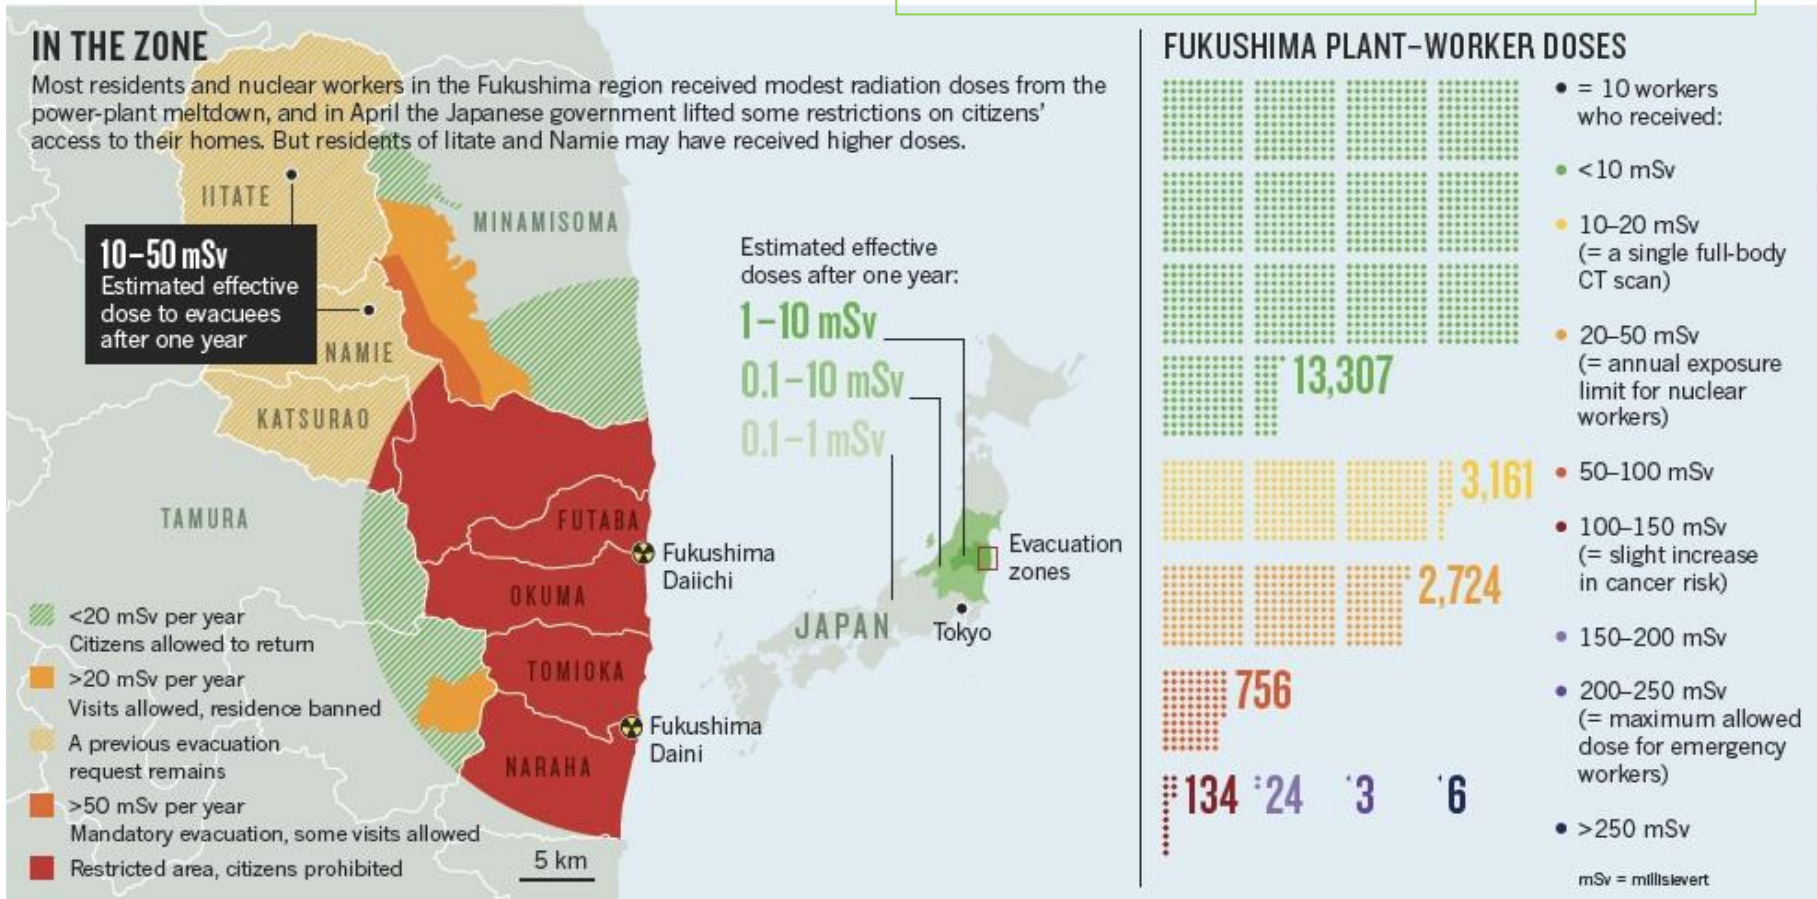 IN THE ZONE
Most residents and nuclear workers in the Fukushima region received modest radiation doses from the
power-plant meltdown, and in April the Japanese government lifted some restrictions on citizens'
access to their homes. But residents of Iitate and Namie may have received higher doses.
IITATE
MINAMISOMA
10–50 mSv
Estimated effective
dose to evacuees
after one year
NAMIE
KATSURAO
TAMURA
FUTABA
Fukushima
Daiichi
OKUMA
TOMIOKA
Fukushima
Daini
NARAHA
<20 mSv per year
Citizens allowed to return
>20 mSv per year
Visits allowed, residence banned
A previous evacuation
request remains
>50 mSv per year
Mandatory evacuation, some visits allowed
Restricted area, citizens prohibited
5 km
Estimated effective
doses after one year:
1–10 mSv
0.1–10 mSv
0.1–1 mSv
Evacuation
zones
JAPAN
Tokyo
FUKUSHIMA PLANT-WORKER DOSES
13,307
3,161
2,724
756
134
24
3
6
= 10 workers
who received:
<10 mSv
10–20 mSv
(= a single full-body
CT scan)
20–50 mSv
(= annual exposure
limit for nuclear
workers)
50–100 mSv
100–150 mSv
(= slight increase
in cancer risk)
150–200 mSv
200–250 mSv
(= maximum allowed
dose for emergency
workers)
>250 mSv
mSv = millisievert